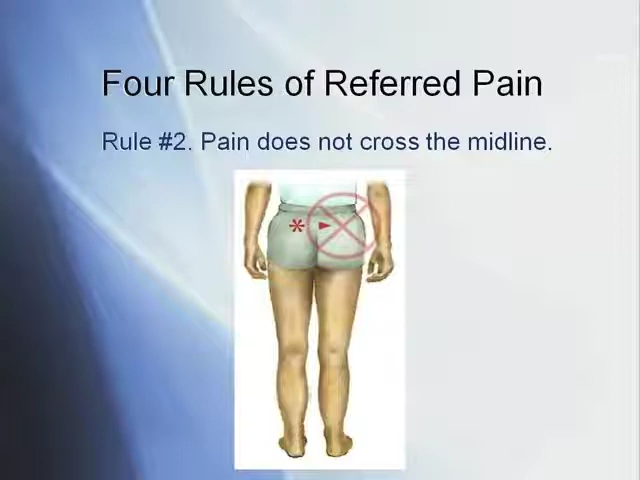 Four Rules of Referred Pain
Rule #2. Pain does not cross the midline.